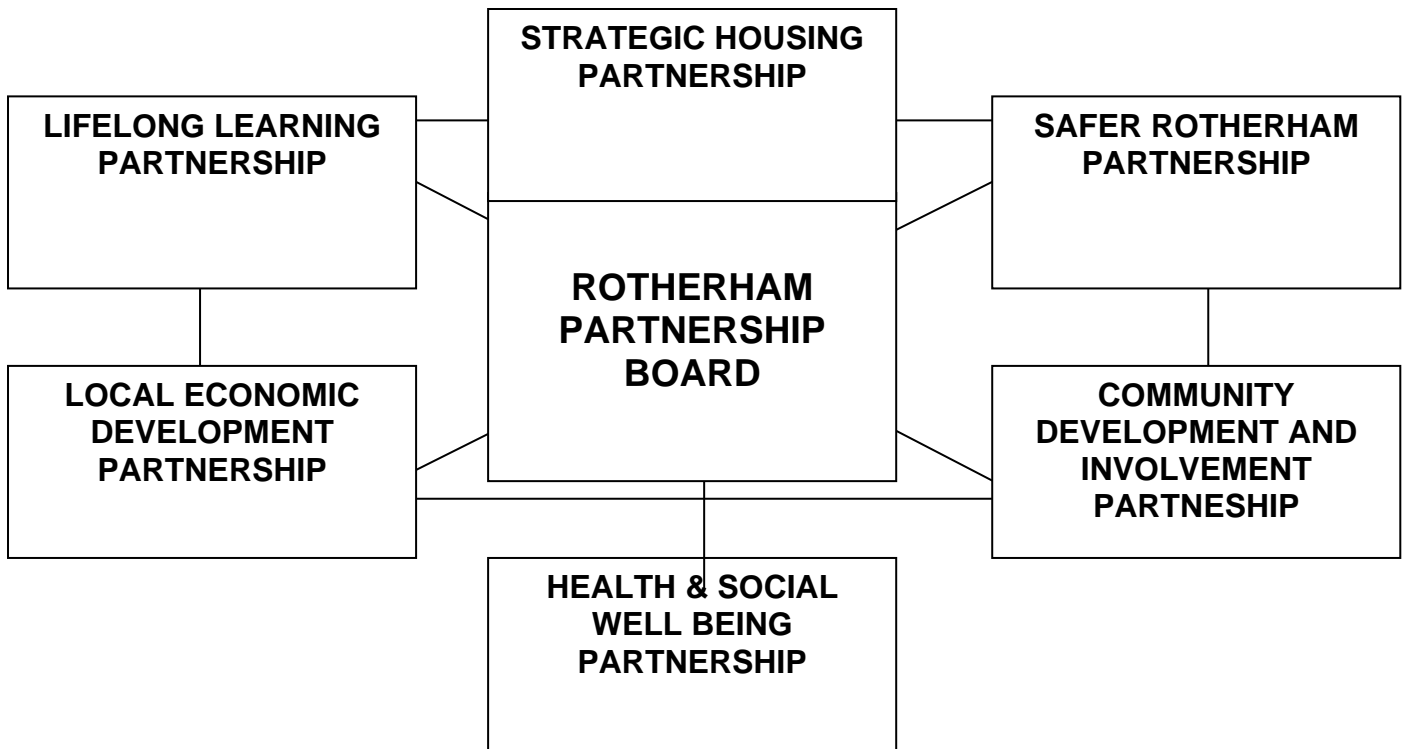 STRATEGIC HOUSING
PARTNERSHIP
LIFELONG LEARNING
PARTNERSHIP
SAFER ROTHERHAM
PARTNERSHIP
ROTHERHAM
PARTNERSHIP
BOARD
LOCAL ECONOMIC
DEVELOPMENT
PARTNERSHIP
COMMUNITY
DEVELOPMENT AND
INVOLVEMENT
PARTNESHIP
HEALTH & SOCIAL
WELL BEING
PARTNERSHIP